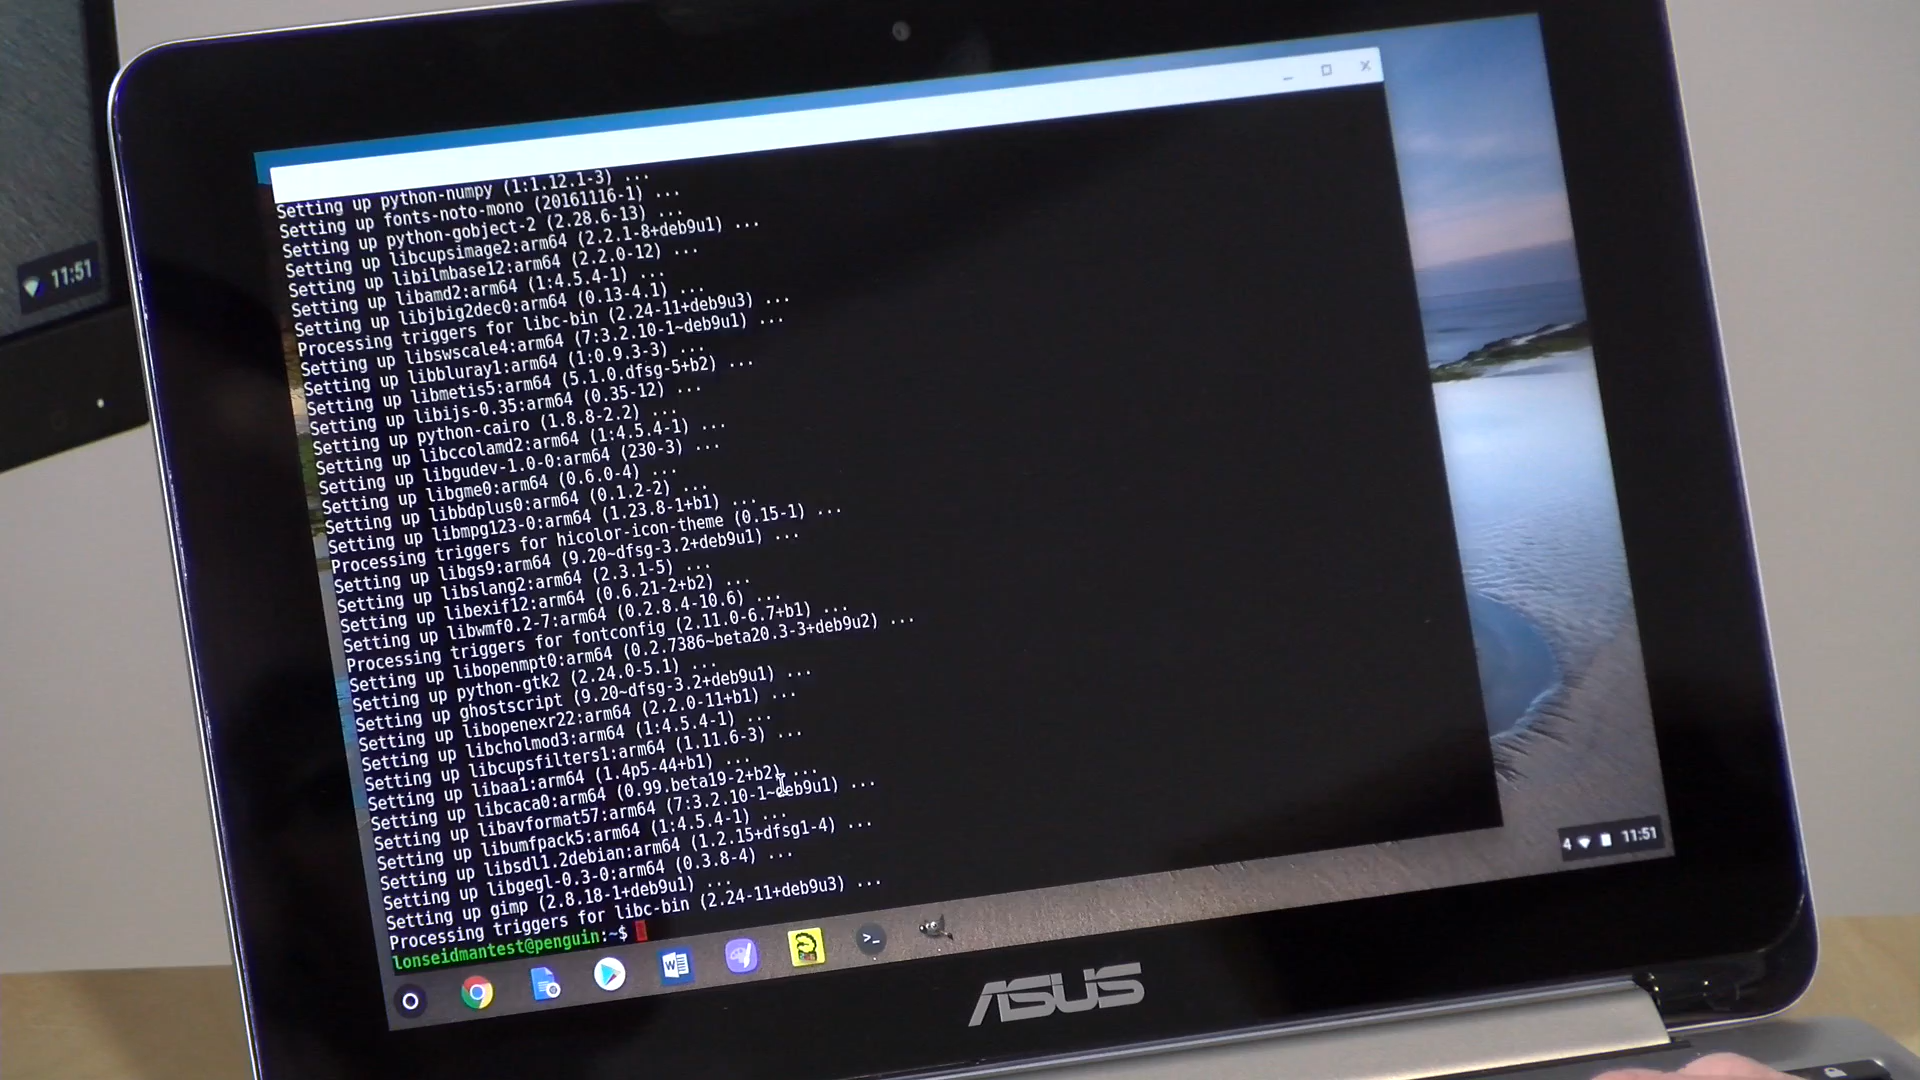 11:51
Setting up python-numpy (1:1.12.1-3) ...
Setting up fonts-noto-mono (20161116-1) ...
Setting up python-gobject-2 (2.28.6-13) ...
Setting up libcupsimage2:arm64 (2.2.1-8+deb9u1) ...
Setting up libilmbase12:arm64 (2.2.0-12) ...
Setting up libamd2:arm64 (1:4.5.4-1) ...
Setting up libjbig2dec0:arm64 (0.13-4.1) ...
Processing triggers for libc-bin (2.24-11+deb9u3) ...
Setting up libswscale4:arm64 (7:3.2.10-1~deb9u1) ...
Setting up libbluray1:arm64 (1:0.9.3-3) ...
Setting up libmetis5:arm64 (5.1.0.dfsg-5+b2) ...
Setting up libijs-0.35:arm64 (0.35-12) ...
Setting up python-cairo (1.8.8-2.2) ...
Setting up libccolamd2:arm64 (1:4.5.4-1) ...
Setting up libgudev-1.0-0:arm64 (230-3) ...
Setting up libgme0:arm64 (0.6.0-4) ...
Setting up libbdplus0:arm64 (0.1.2-2) ...
Setting up libmpg123-0:arm64 (1.23.8-1+b1) ...
Processing triggers for hicolor-icon-theme (0.15-1) ...
Setting up libgs9:arm64 (9.20~dfsg-3.2+deb9u1) ...
Setting up libslang2:arm64 (2.3.1-5) ...
Setting up libexif12:arm64 (0.6.21-2+b2) ...
Setting up libwmf0.2-7:arm64 (0.2.8.4-10.6) ...
Processing triggers for fontconfig (2.11.0-6.7+b1) ...
Setting up libopenmpt0:arm64 (0.2.7386~beta20.3-3+deb9u2) ...
Setting up python-gtk2 (2.24.0-5.1) ...
Setting up ghostscript (9.20~dfsg-3.2+deb9u1) ...
Setting up libopenexr22:arm64 (2.2.0-11+b1) ...
Setting up libcholmod3:arm64 (1:4.5.4-1) ...
Setting up libcupsfilters1:arm64 (1.11.6-3) ...
Setting up libaa1:arm64 (1.4p5-44+b1) ...
Setting up libcaca0:arm64 (0.99.beta19-2+b2) ...
Setting up libavformat57:arm64 (7:3.2.10-1~deb9u1) ...
Setting up libumfpack5:arm64 (1:4.5.4-1) ...
Setting up libsdl1.2debian:arm64 (1.2.15+dfsg1-4) ...
Setting up libgegl-0.3-0:arm64 (0.3.8-4) ...
Setting up gimp (2.8.18-1+deb9u1) ...
Processing triggers for libc-bin (2.24-11+deb9u3) ...
lonseidmantest@penguin:~$
4 11:51
ASUS